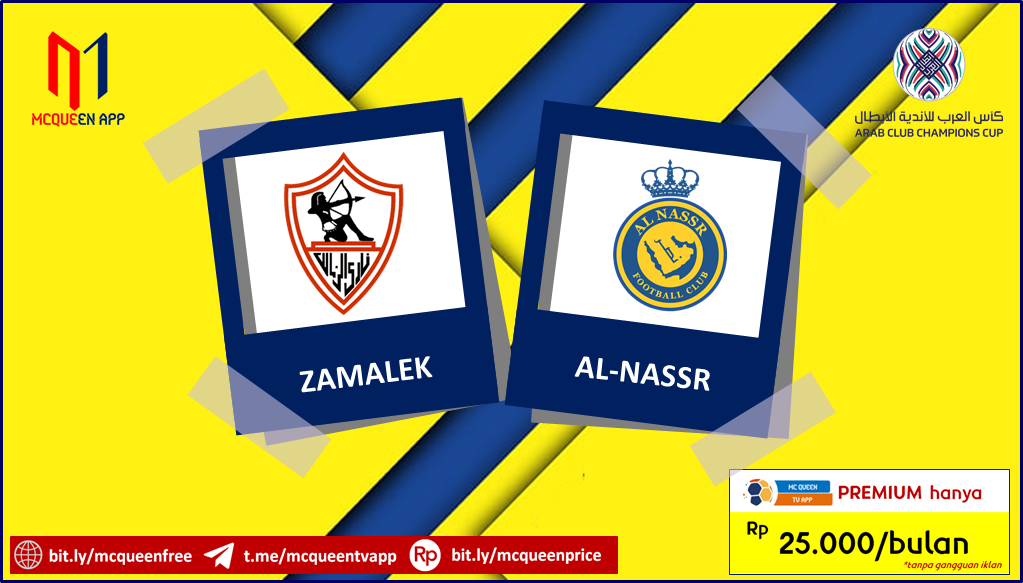 MCQUEEN APP
كأس العرب للأندية الأبطال
ARAB CLUB CHAMPIONS CUP
نادي الزمالك
AL NASSR
FOOTBALL CLUB
ZAMALEK
AL-NASSR
MC QUEEN
TV APP
PREMIUM hanya
Rp 25.000/bulan
*tanpa gangguan iklan
bit.ly/mcqueenfree
t.me/mcqueentvapp
Rp
bit.ly/mcqueenprice